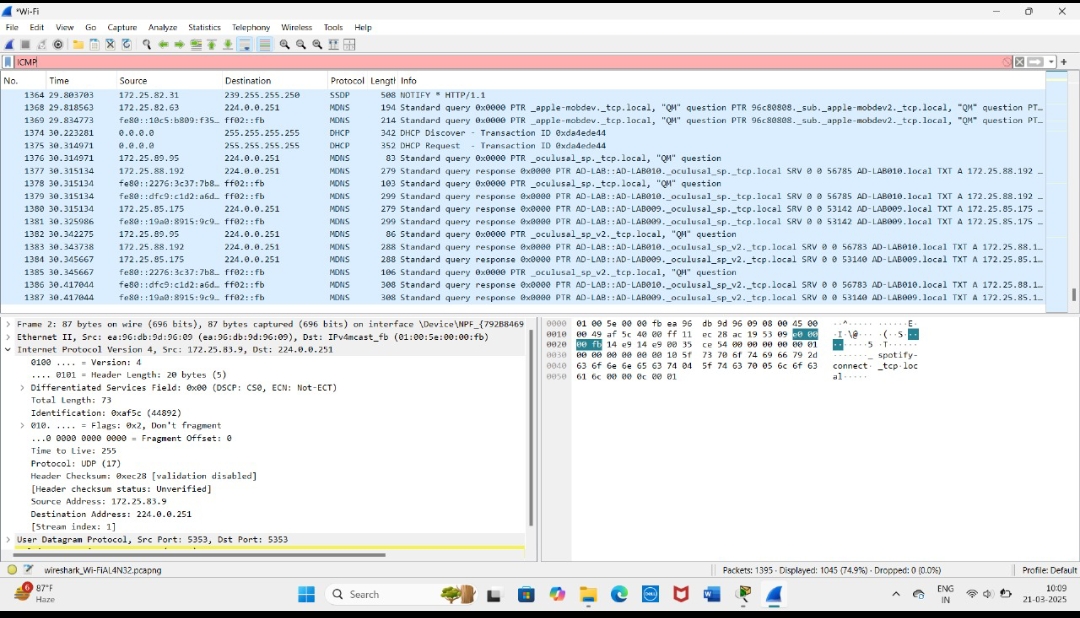 *Wi-Fi
File Edit View Go Capture Analyze Statistics Telephony Wireless Tools Help
ICMP
No. Time Source Destination Protocol Length Info
1364 29.803703 172.25.82.31 239.255.255.250 SSDP 508 NOTIFY * HTTP/1.1
1368 29.818563 172.25.82.63 224.0.0.251 MDNS 194 Standard query 0x0000 PTR _apple-mobdev._tcp.local, "QM" question PTR 96c80808._sub._apple-mobdev2._tcp.local, "QM" question PT...
1369 29.834773 fe80::10c5:b809:f35... ff02::fb MDNS 214 Standard query 0x0000 PTR _apple-mobdev._tcp.local, "QM" question PTR 96c80808._sub._apple-mobdev2._tcp.local, "QM" question PT...
1374 30.223281 0.0.0.0 255.255.255.255 DHCP 342 DHCP Discover - Transaction ID 0xda4ede44
1375 30.314971 0.0.0.0 255.255.255.255 DHCP 352 DHCP Request - Transaction ID 0xda4ede44
1376 30.314971 172.25.89.95 224.0.0.251 MDNS 83 Standard query 0x0000 PTR _oculusal_sp._tcp.local, "QM" question
1377 30.315134 172.25.88.192 224.0.0.251 MDNS 279 Standard query response 0x0000 PTR AD-LAB::AD-LAB010._oculusal_sp._tcp.local SRV 0 0 56785 AD-LAB010.local TXT A 172.25.88.192 ...
1378 30.315134 fe80::2276:3c37:7b8... ff02::fb MDNS 103 Standard query 0x0000 PTR _oculusal_sp._tcp.local, "QM" question
1379 30.315134 fe80::dfc9:c1d2:a6d... ff02::fb MDNS 299 Standard query response 0x0000 PTR AD-LAB::AD-LAB010._oculusal_sp._tcp.local SRV 0 0 56785 AD-LAB010.local TXT A 172.25.88.192 ...
1380 30.315134 172.25.85.175 224.0.0.251 MDNS 279 Standard query response 0x0000 PTR AD-LAB::AD-LAB009._oculusal_sp._tcp.local SRV 0 0 53142 AD-LAB009.local TXT A 172.25.85.175 ...
1381 30.325986 fe80::19a0:8915:9c9... ff02::fb MDNS 299 Standard query response 0x0000 PTR AD-LAB::AD-LAB009._oculusal_sp._tcp.local SRV 0 0 53142 AD-LAB009.local TXT A 172.25.85.175 ...
1382 30.342275 172.25.89.95 224.0.0.251 MDNS 86 Standard query 0x0000 PTR _oculusal_sp_v2._tcp.local, "QM" question
1383 30.343738 172.25.88.192 224.0.0.251 MDNS 288 Standard query response 0x0000 PTR AD-LAB::AD-LAB010._oculusal_sp_v2._tcp.local SRV 0 0 56783 AD-LAB010.local TXT A 172.25.88.1...
1384 30.345667 172.25.85.175 224.0.0.251 MDNS 288 Standard query response 0x0000 PTR AD-LAB::AD-LAB009._oculusal_sp_v2._tcp.local SRV 0 0 53140 AD-LAB009.local TXT A 172.25.85.1...
1385 30.345667 fe80::2276:3c37:7b8... ff02::fb MDNS 106 Standard query 0x0000 PTR _oculusal_sp_v2._tcp.local, "QM" question
1386 30.417044 fe80::dfc9:c1d2:a6d... ff02::fb MDNS 308 Standard query response 0x0000 PTR AD-LAB::AD-LAB010._oculusal_sp_v2._tcp.local SRV 0 0 56783 AD-LAB010.local TXT A 172.25.88.1...
1387 30.417044 fe80::19a0:8915:9c9... ff02::fb MDNS 308 Standard query response 0x0000 PTR AD-LAB::AD-LAB009._oculusal_sp_v2._tcp.local SRV 0 0 53140 AD-LAB009.local TXT A 172.25.85.1...
Frame 2: 87 bytes on wire (696 bits), 87 bytes captured (696 bits) on interface \Device\NPF_{792B8469
Ethernet II, Src: ea:96:db:9d:96:09 (ea:96:db:9d:96:09), Dst: IPv4mcast_fb (01:00:5e:00:00:fb)
Internet Protocol Version 4, Src: 172.25.83.9, Dst: 224.0.0.251
0100 .... = Version: 4
.... 0101 = Header Length: 20 bytes (5)
Differentiated Services Field: 0x00 (DSCP: CS0, ECN: Not-ECT)
Total Length: 73
Identification: 0xaf5c (44892)
010. .... = Flags: 0x2, Don't fragment
...0 0000 0000 0000 = Fragment Offset: 0
Time to Live: 255
Protocol: UDP (17)
Header Checksum: 0xec28 [validation disabled]
[Header checksum status: Unverified]
Source Address: 172.25.83.9
Destination Address: 224.0.0.251
[Stream index: 1]
User Datagram Protocol, Src Port: 5353, Dst Port: 5353
0000 01 00 5e 00 00 fb ea 96 db 9d 96 09 08 00 45 00 ··^··· ······E·
0010 00 49 af 5c 40 00 ff 11 ec 28 ac 19 53 09 e0 00 ·I·\@··· ·(··S···
0020 00 fb 14 e9 14 e9 00 35 ce 54 00 00 00 00 00 01 ·······5 ·T······
0030 00 00 00 00 00 00 10 5f 73 70 6f 74 69 66 79 2d ·······_ spotify-
0040 63 6f 6e 6e 65 63 74 04 5f 74 63 70 05 6c 6f 63 connect· _tcp·loc
0050 61 6c 00 00 0c 00 01 al·····
wireshark_Wi-FiAL4N32.pcapng
Packets: 1395 · Displayed: 1045 (74.9%) · Dropped: 0 (0.0%)
Profile: Default
6
87°F
Haze
Search
ENG
IN
10:09
21-03-2025